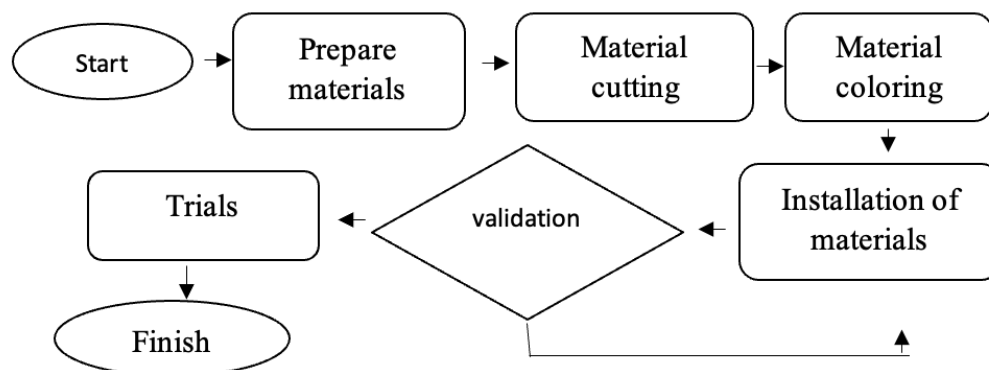 Start
Prepare
materials
Material
cutting
Material
coloring
Installation of
materials
validation
Trials
Finish